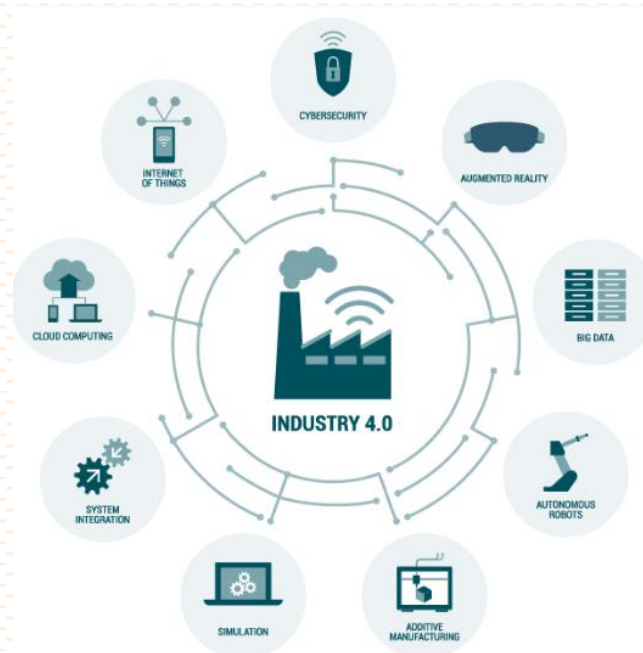 CYBERSECURITY
INTERNET
OF THINGS
AUGMENTED REALITY
CLOUD COMPUTING
BIG DATA
INDUSTRY 4.0
SYSTEM
INTEGRATION
AUTONOMOUS
ROBOTS
SIMULATION
ADDITIVE
MANUFACTURING